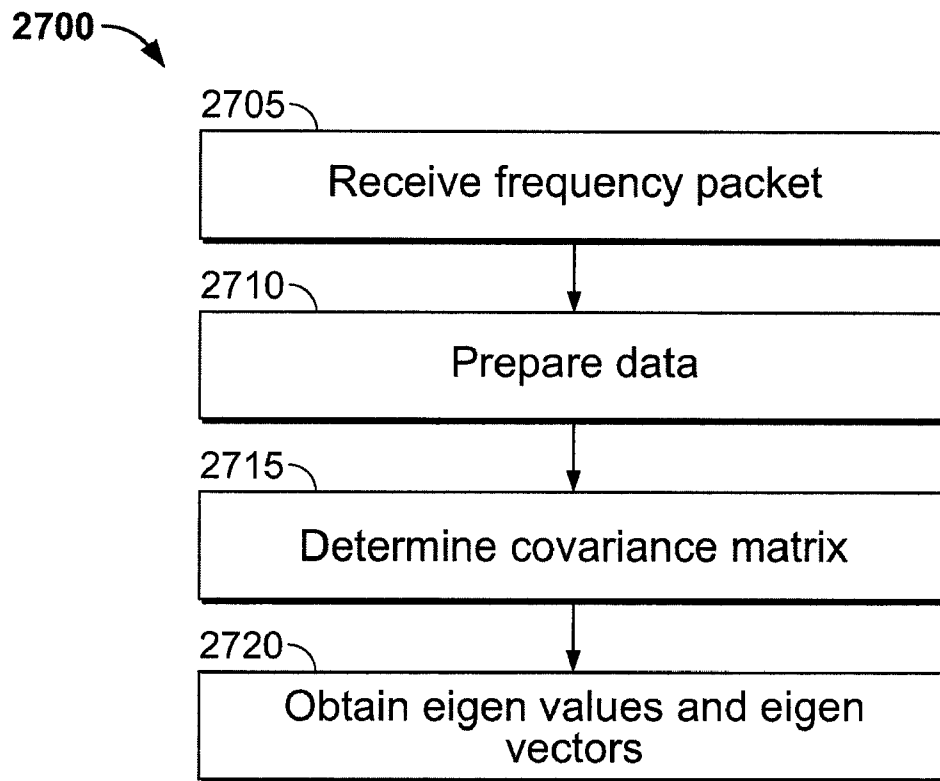 2700
2705
Receive frequency packet
2710
Prepare data
2715
Determine covariance matrix
2720
Obtain eigen values and eigen
vectors